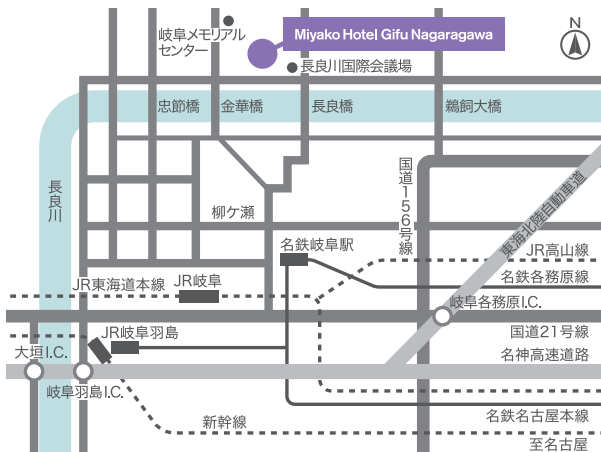 N
岐阜メモリアル
センター
Miyako Hotel Gifu Nagaragawa
長良川国際会議場
忠節橋
金華橋
長良橋
鵜飼大橋
長良川
国道156号線
東海北陸自動車道
柳ケ瀬
名鉄岐阜駅
JR高山線
名鉄各務原線
JR東海道本線
JR岐阜
岐阜各務原I.C.
国道21号線
JR岐阜羽島
大垣I.C.
名神高速道路
岐阜羽島I.C.
新幹線
名鉄名古屋本線
至名古屋